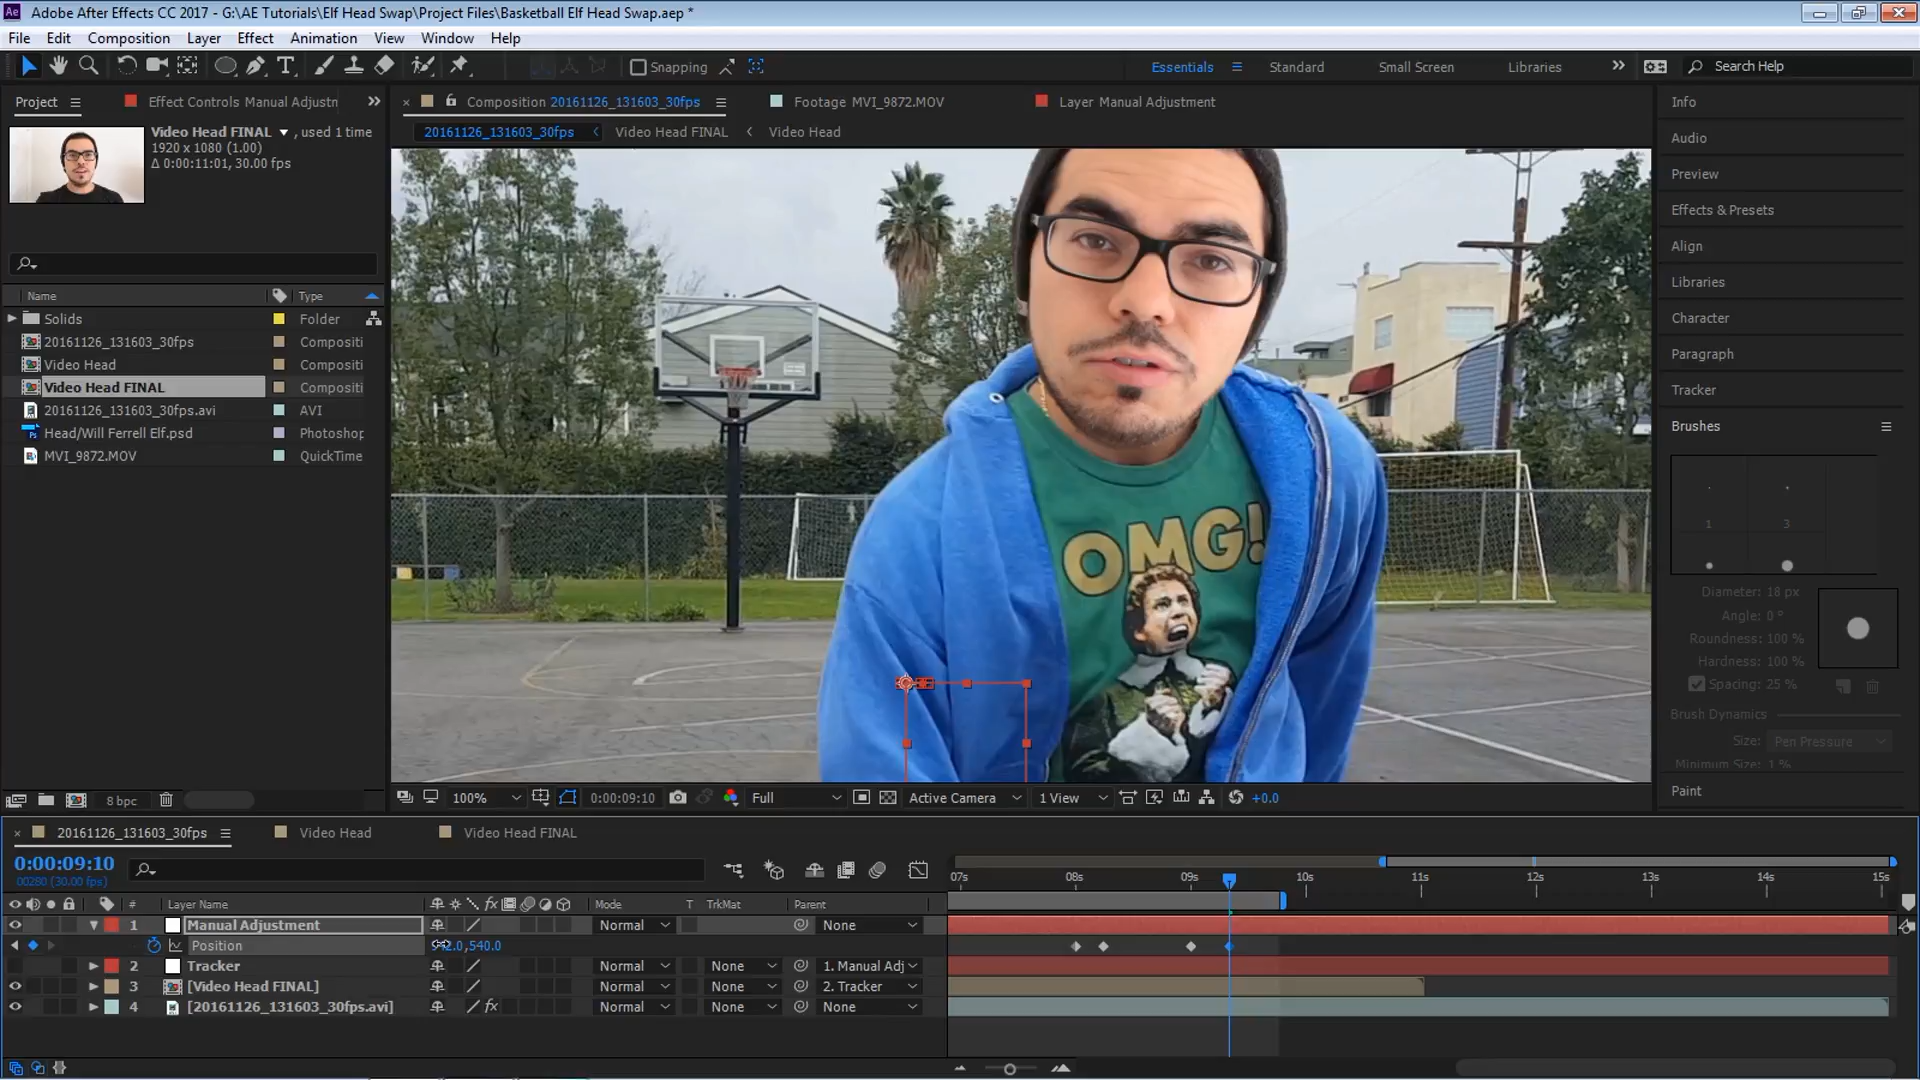 Adobe After Effects CC 2017 - G:\AE Tutorials\Elf Head Swap\Project Files\Basketball Elf Head Swap.aep *
File Edit Composition Layer Effect Animation View Window Help
Snapping Essentials Standard Small Screen Libraries Search Help
Project Effect Controls Manual Adjustn Composition 20161126_131603_30fps Footage MVI_9872.MOV Layer Manual Adjustment
20161126_131603_30fps Video Head FINAL Video Head
Video Head FINAL , used 1 time
1920 x 1080 (1.00)
Δ 0:00:11:01, 30.00 fps
Name Type
Solids Folder
20161126_131603_30fps Compositi
Video Head Compositi
Video Head FINAL Compositi
20161126_131603_30fps.avi AVI
Head/Will Ferrell Elf.psd Photoshop
MVI_9872.MOV QuickTime
OMG!
Info
Audio
Preview
Effects & Presets
Align
Libraries
Character
Paragraph
Tracker
Brushes
1 3
Diameter: 18 px
Angle: 0°
Roundness: 100 %
Hardness: 100 %
Spacing: 25 %
Brush Dynamics
Size: Pen Pressure
Minimum Size: 1 %
Paint
8 bpc 100% 0:00:09:10 Full Active Camera 1 View +0.0
20161126_131603_30fps Video Head Video Head FINAL
0:00:09:10
00280 (30.00 fps)
07s 08s 09s 10s 11s 12s 13s 14s 15s
# Layer Name Mode T TrkMat Parent
1 Manual Adjustment Normal None
Position 540.0
2 Tracker Normal None 1. Manual Adj
3 [Video Head FINAL] Normal None 2. Tracker
4 [20161126_131603_30fps.avi] fx Normal None None